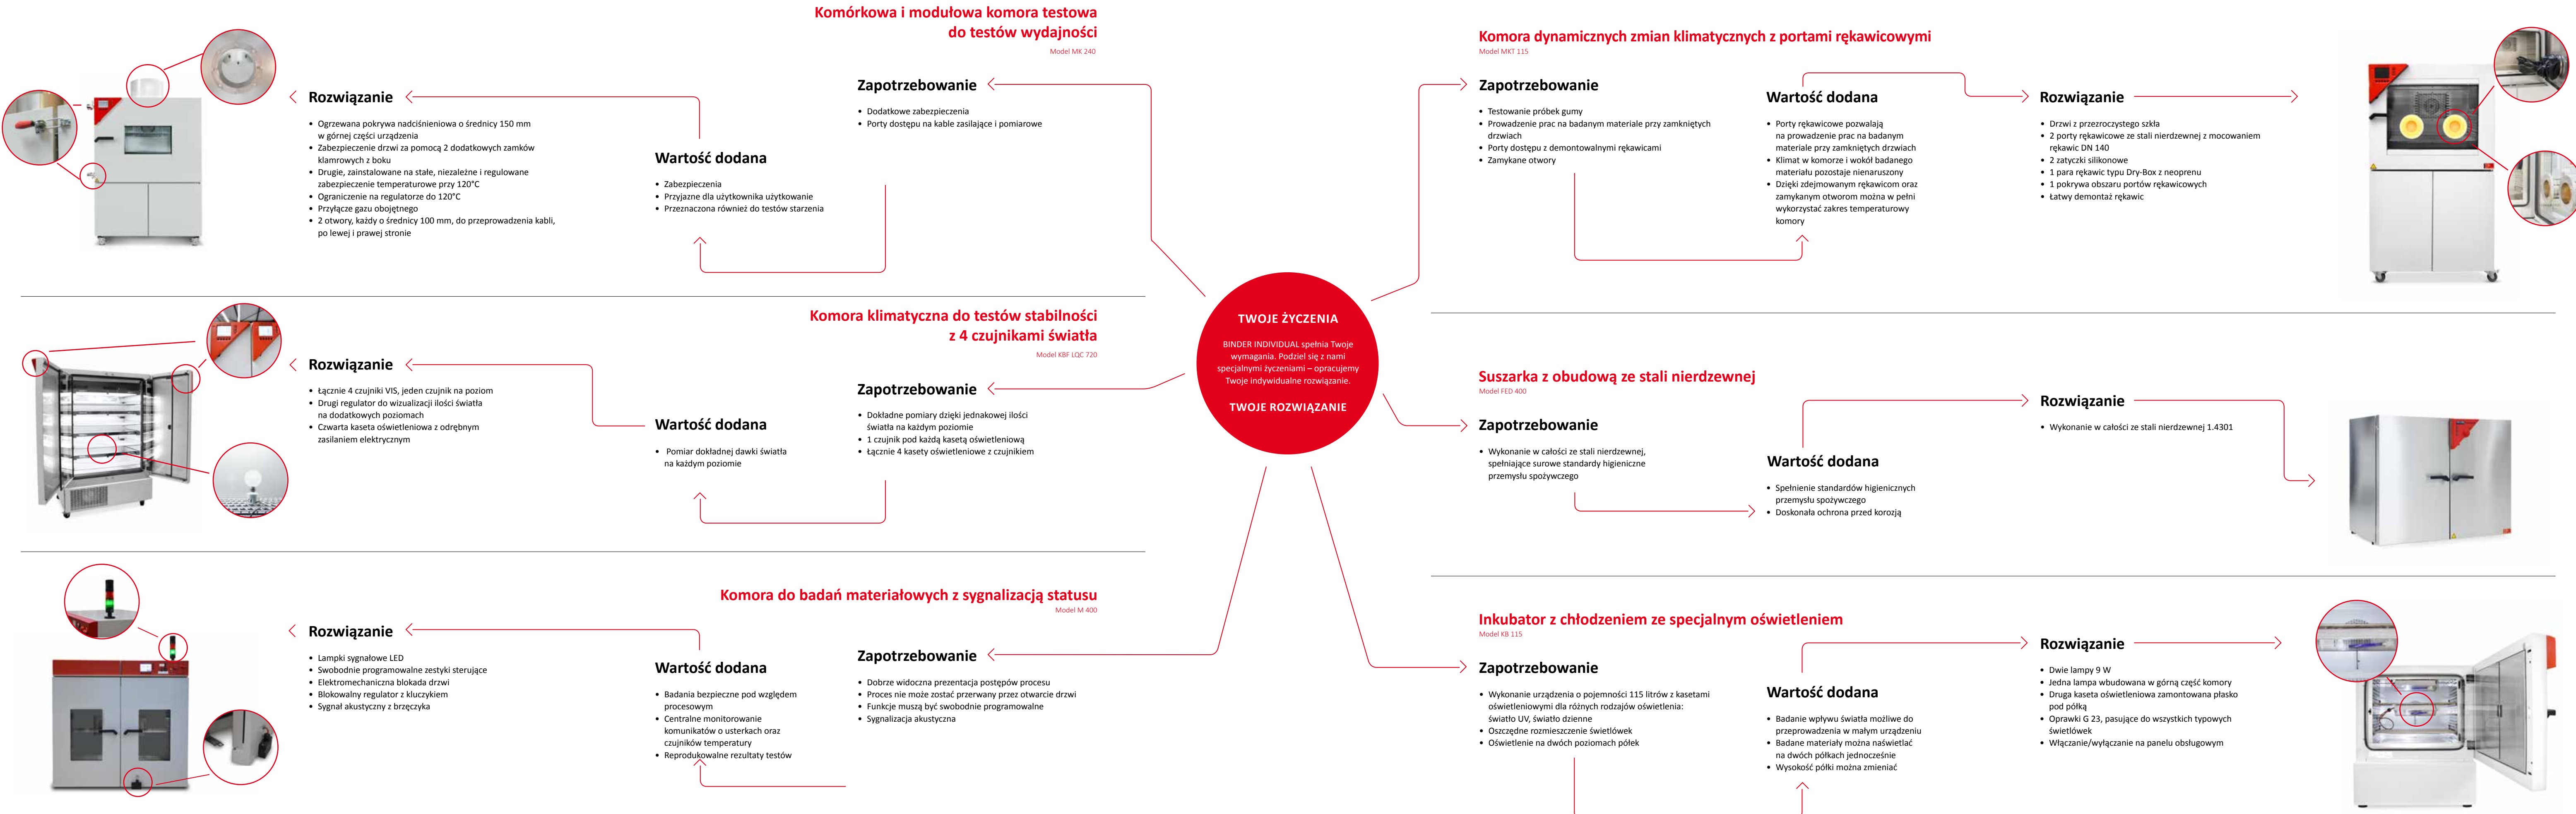 Komórkowa i modułowa komora testowa
do testów wydajności
Model MK 240
Zapotrzebowanie
• Dodatkowe zabezpieczenia
• Porty dostępu na kable zasilające i pomiarowe
Wartość dodana
• Zabezpieczenia
• Przyjazne dla użytkownika użytkowanie
• Przeznaczona również do testów starzenia
Rozwiązanie
• Ogrzewana pokrywa nadciśnieniowa o średnicy 150 mm
w górnej części urządzenia
• Zabezpieczenie drzwi za pomocą 2 dodatkowych zamków
klamrowych z boku
• Drugie, zainstalowane na stałe, niezależne i regulowane
zabezpieczenie temperaturowe przy 120°C
• Ograniczenie na regulatorze do 120°C
• Przyłącze gazu obojętnego
• 2 otwory, każdy o średnicy 100 mm, do przeprowadzenia kabli,
po lewej i prawej stronie
Komora klimatyczna do testów stabilności
z 4 czujnikami światła
Model KBF LQC 720
Zapotrzebowanie
• Dokładne pomiary dzięki jednakowej ilości
światła na każdym poziomie
• 1 czujnik pod każdą kasetą oświetleniową
• Łącznie 4 kasety oświetleniowe z czujnikiem
Wartość dodana
• Pomiar dokładnej dawki światła
na każdym poziomie
Rozwiązanie
• Łącznie 4 czujniki VIS, jeden czujnik na poziom
• Drugi regulator do wizualizacji ilości światła
na dodatkowych poziomach
• Czwarta kaseta oświetleniowa z odrębnym
zasilaniem elektrycznym
Komora do badań materiałowych z sygnalizacją statusu
Model M 400
Zapotrzebowanie
• Dobrze widoczna prezentacja postępów procesu
• Proces nie może zostać przerwany przez otwarcie drzwi
• Funkcje muszą być swobodnie programowalne
• Sygnalizacja akustyczna
Wartość dodana
• Badania bezpieczne pod względem
procesowym
• Centralne monitorowanie
komunikatów o usterkach oraz
czujników temperatury
• Reprodukowalne rezultaty testów
Rozwiązanie
• Lampki sygnałowe LED
• Swobodnie programowalne zestyki sterujące
• Elektromechaniczna blokada drzwi
• Blokowalny regulator z kluczykiem
• Sygnał akustyczny z brzęczyka
TWOJE ŻYCZENIA
BINDER INDIVIDUAL spełnia Twoje
wymagania. Podziel się z nami
specjalnymi życzeniami – opracujemy
Twoje indywidualne rozwiązanie.
TWOJE ROZWIĄZANIE
Komora dynamicznych zmian klimatycznych z portami rękawicowymi
Model MKT 115
Zapotrzebowanie
• Testowanie próbek gumy
• Prowadzenie prac na badanym materiale przy zamkniętych
drzwiach
• Porty dostępu z demontowalnymi rękawicami
• Zamykane otwory
Wartość dodana
• Porty rękawicowe pozwalają
na prowadzenie prac na badanym
materiale przy zamkniętych drzwiach
• Klimat w komorze i wokół badanego
materiału pozostaje nienaruszony
• Dzięki zdejmowanym rękawicom oraz
zamykanym otworom można w pełni
wykorzystać zakres temperaturowy
komory
Rozwiązanie
• Drzwi z przezroczystego szkła
• 2 porty rękawicowe ze stali nierdzewnej z mocowaniem
rękawic DN 140
• 2 zatyczki silikonowe
• 1 para rękawic typu Dry-Box z neoprenu
• 1 pokrywa obszaru portów rękawicowych
• Łatwy demontaż rękawic
Suszarka z obudową ze stali nierdzewnej
Model FED 400
Zapotrzebowanie
• Wykonanie w całości ze stali nierdzewnej,
spełniające surowe standardy higieniczne
przemysłu spożywczego
Wartość dodana
• Spełnienie standardów higienicznych
przemysłu spożywczego
• Doskonała ochrona przed korozją
Rozwiązanie
• Wykonanie w całości ze stali nierdzewnej 1.4301
Inkubator z chłodzeniem ze specjalnym oświetleniem
Model KB 115
Zapotrzebowanie
• Wykonanie urządzenia o pojemności 115 litrów z kasetami
oświetleniowymi dla różnych rodzajów oświetlenia:
światło UV, światło dzienne
• Oszczędne rozmieszczenie świetlówek
• Oświetlenie na dwóch poziomach półek
Wartość dodana
• Badanie wpływu światła możliwe do
przeprowadzenia w małym urządzeniu
• Badane materiały można naświetlać
na dwóch półkach jednocześnie
• Wysokość półki można zmieniać
Rozwiązanie
• Dwie lampy 9 W
• Jedna lampa wbudowana w górną część komory
• Druga kaseta oświetleniowa zamontowana płasko
pod półką
• Oprawki G 23, pasujące do wszystkich typowych
świetlówek
• Włączanie/wyłączanie na panelu obsługowym